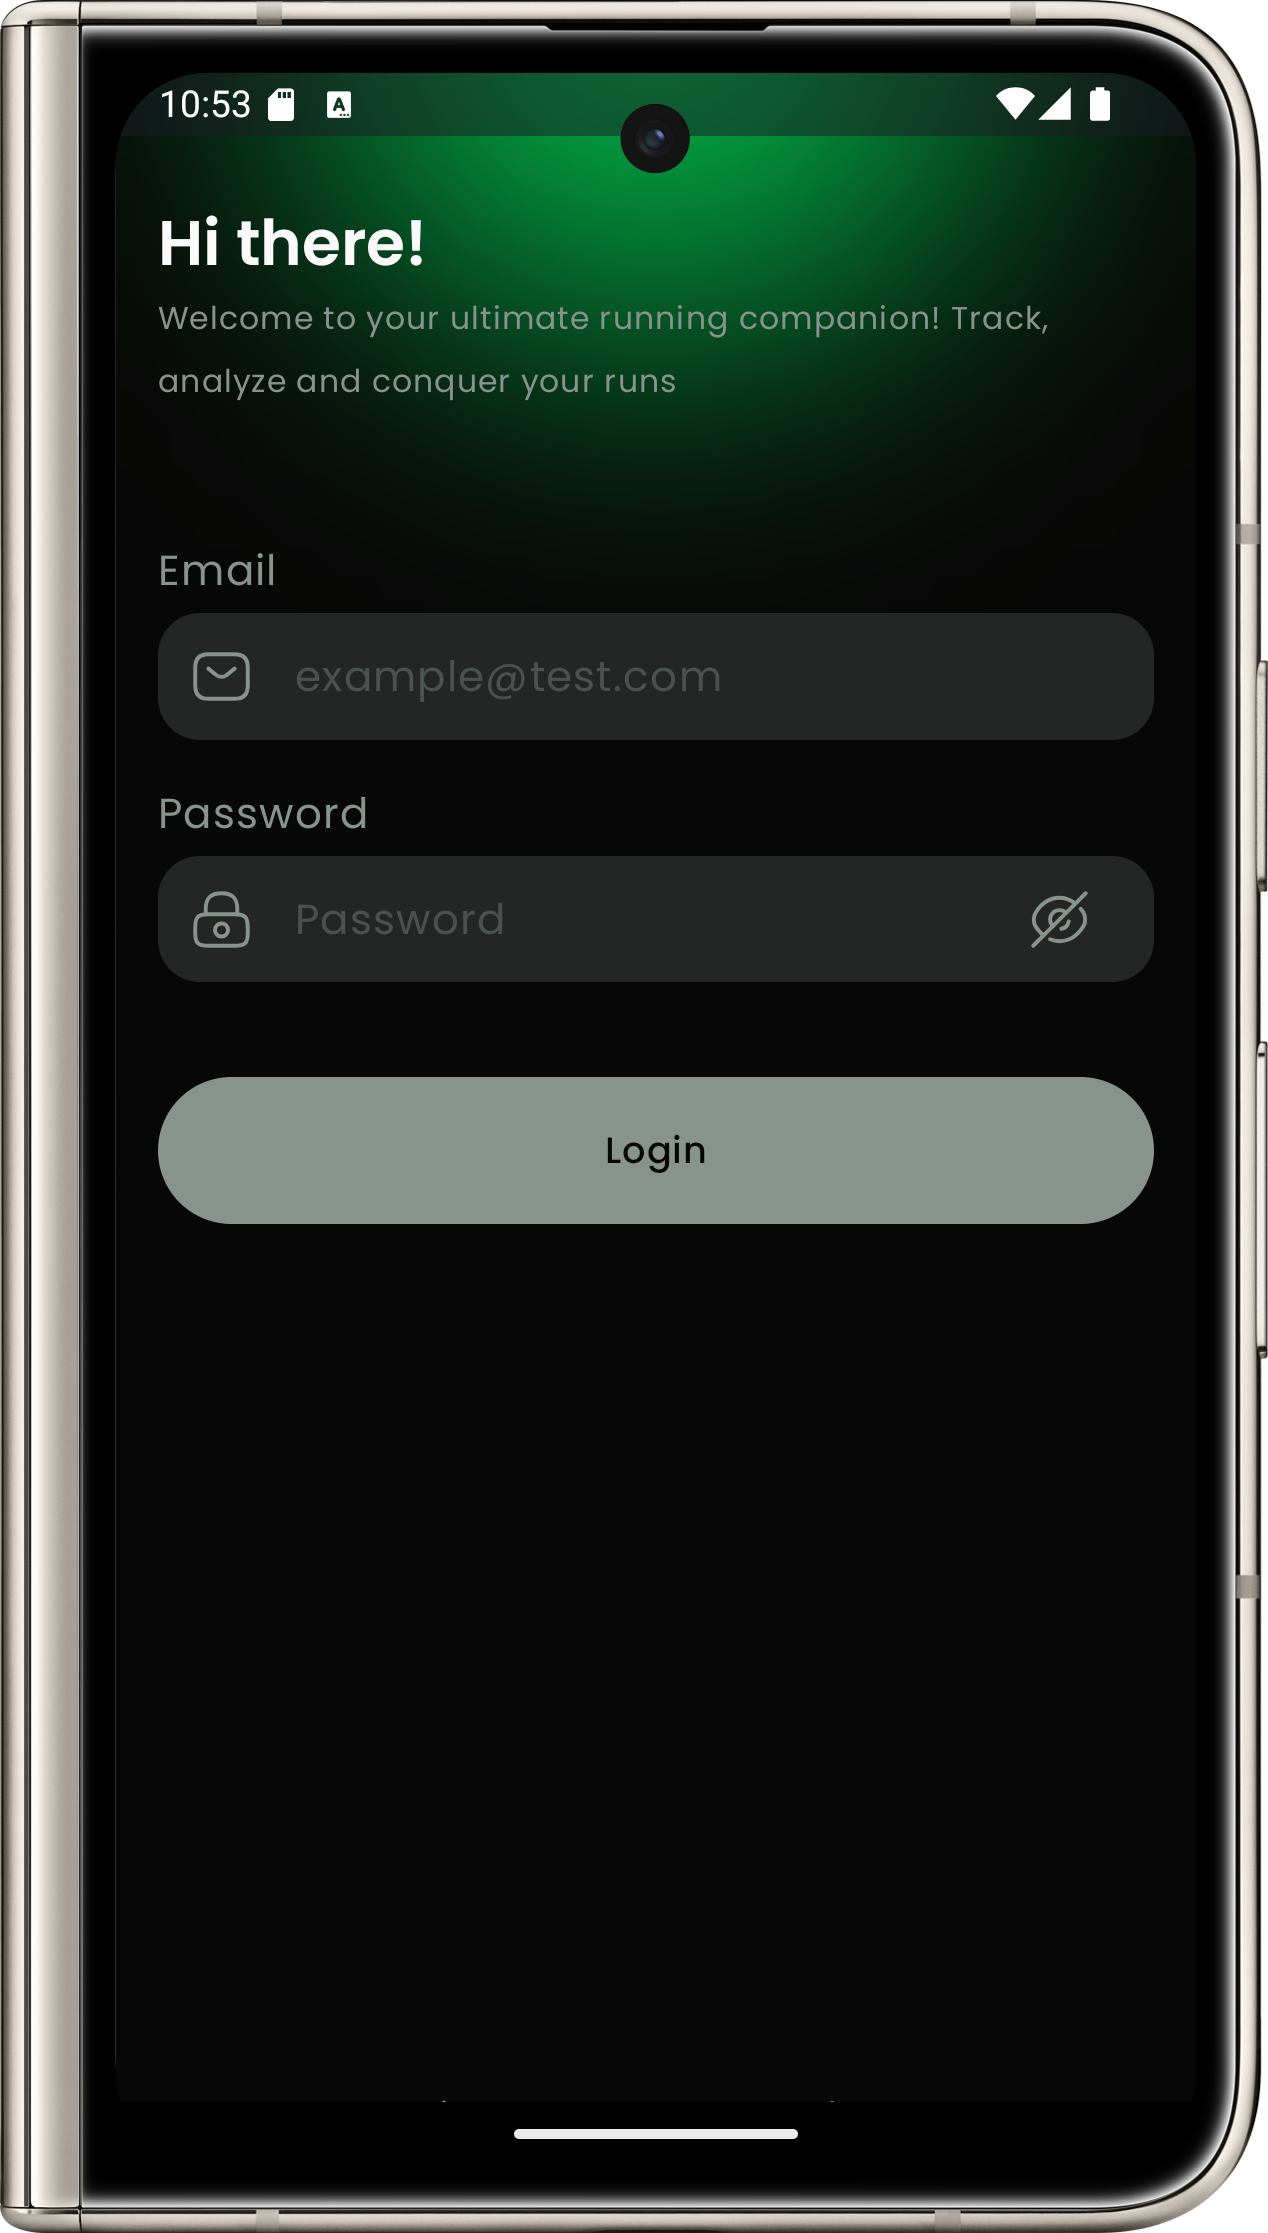 10:53
Hi there!
Welcome to your ultimate running companion! Track,
analyze and conquer your runs
Email
example@test.com
Password
Password
Login